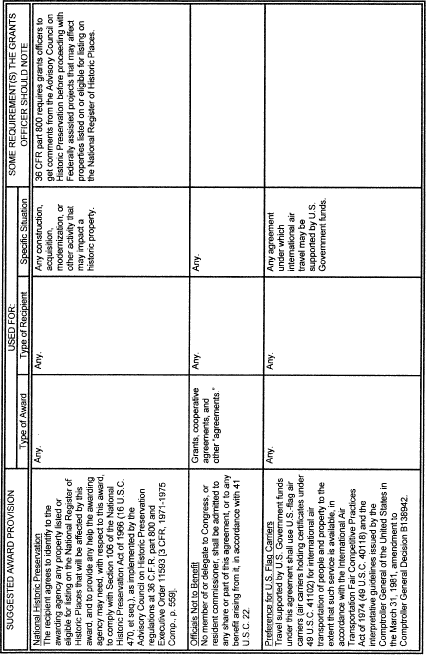 SUGGESTED AWARD PROVISION
USED FOR:
Type of Award
Type of Recipient
Specific Situation
SOME REQUIREMENT(S) THE GRANTS
OFFICER SHOULD NOTE
National Historic Preservation
The recipient agrees to identify to the
awarding agency any property listed or
eligible for listing on the National Register of
Historic Places that will be affected by this
award, and to provide any help the awarding
agency may need, with respect to this award,
to comply with Section 106 of the National
Historic Preservation Act of 1966 (16 U.S.C.
470, et seq.), as implemented by the
Advisory Council on Historic Preservation
regulations at 36 CFR part 800 and
Executive Order 11593 [3 CFR, 1971-1975
Comp., p. 559].
Any.
Any.
Any construction,
acquisition,
modernization, or
other activity that
may impact a
historic property.
36 CFR part 800 requires grants officers to
get comments from the Advisory Council on
Historic Preservation before proceeding with
Federally assisted projects that may affect
properties listed on or eligible for listing on
the National Register of Historic Places.
Officials Not to Benefit
No member of or delegate to Congress, or
resident commissioner, shall be admitted to
any share or part of this agreement, or to any
benefit arising from it, in accordance with 41
U.S.C. 22.
Grants, cooperative
agreements, and
other "agreements."
Any.
Any.
Preference for U.S. Flag Carriers
Travel supported by U.S. Government funds
under this agreement shall use U.S.-flag air
carriers (air carriers holding certificates under
49 U.S.C. 41102) for international air
transportation of people and property to the
extent that such service is available, in
accordance with the International Air
Transportation Fair Competitive Practices
Act of 1974 (49 U.S.C. 40118) and the
interpretative guidelines issued by the
Comptroller General of the United States in
the March 31, 1981, amendment to
Comptroller General Decision B138942.
Any.
Any.
Any agreement
under which
international air
travel may be
supported by U.S.
Government funds.